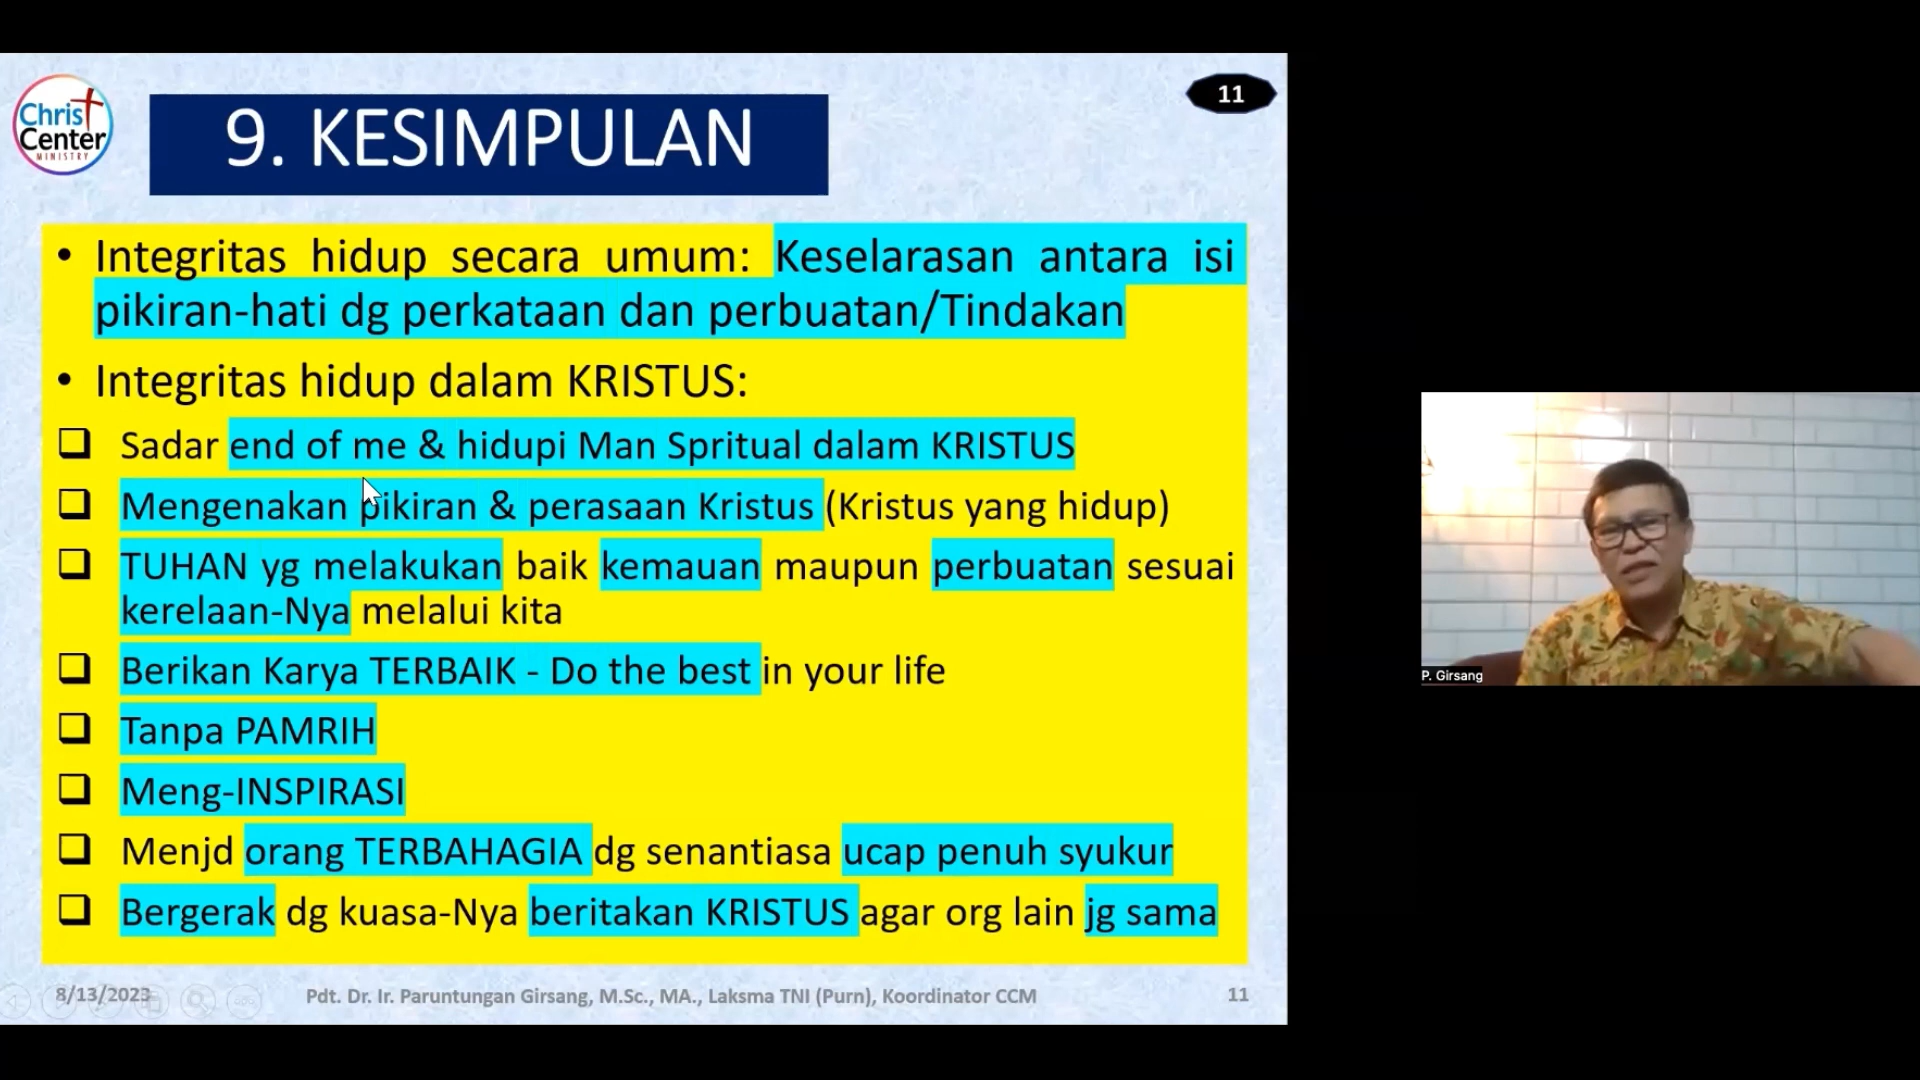 Christ
Center
MINISTRY
9. KESIMPULAN
11
• Integritas hidup secara umum: Keselarasan antara isi
pikiran-hati dg perkataan dan perbuatan/Tindakan
• Integritas hidup dalam KRISTUS:
❑ Sadar end of me & hidupi Man Spritual dalam KRISTUS
❑ Mengenakan pikiran & perasaan Kristus (Kristus yang hidup)
❑ TUHAN yg melakukan baik kemauan maupun perbuatan sesuai
kerelaan-Nya melalui kita
❑ Berikan Karya TERBAIK - Do the best in your life
❑ Tanpa PAMRIH
❑ Meng-INSPIRASI
❑ Menjd orang TERBAHAGIA dg senantiasa ucap penuh syukur
❑ Bergerak dg kuasa-Nya beritakan KRISTUS agar org lain jg sama
8/13/2023
Pdt. Dr. Ir. Paruntungan Girsang, M.Sc., MA., Laksma TNI (Purn), Koordinator CCM
11
P. Girsang